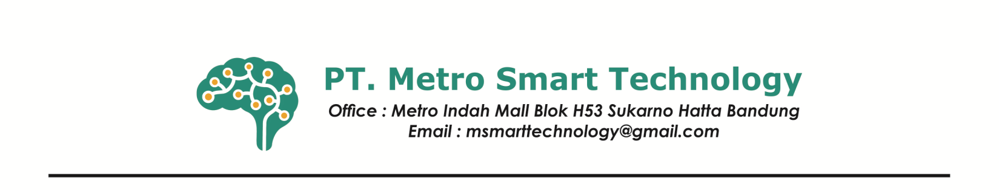 PT. Metro Smart Technology
Office : Metro Indah Mall Blok H53 Sukarno Hatta Bandung
Email : msmarttechnology@gmail.com